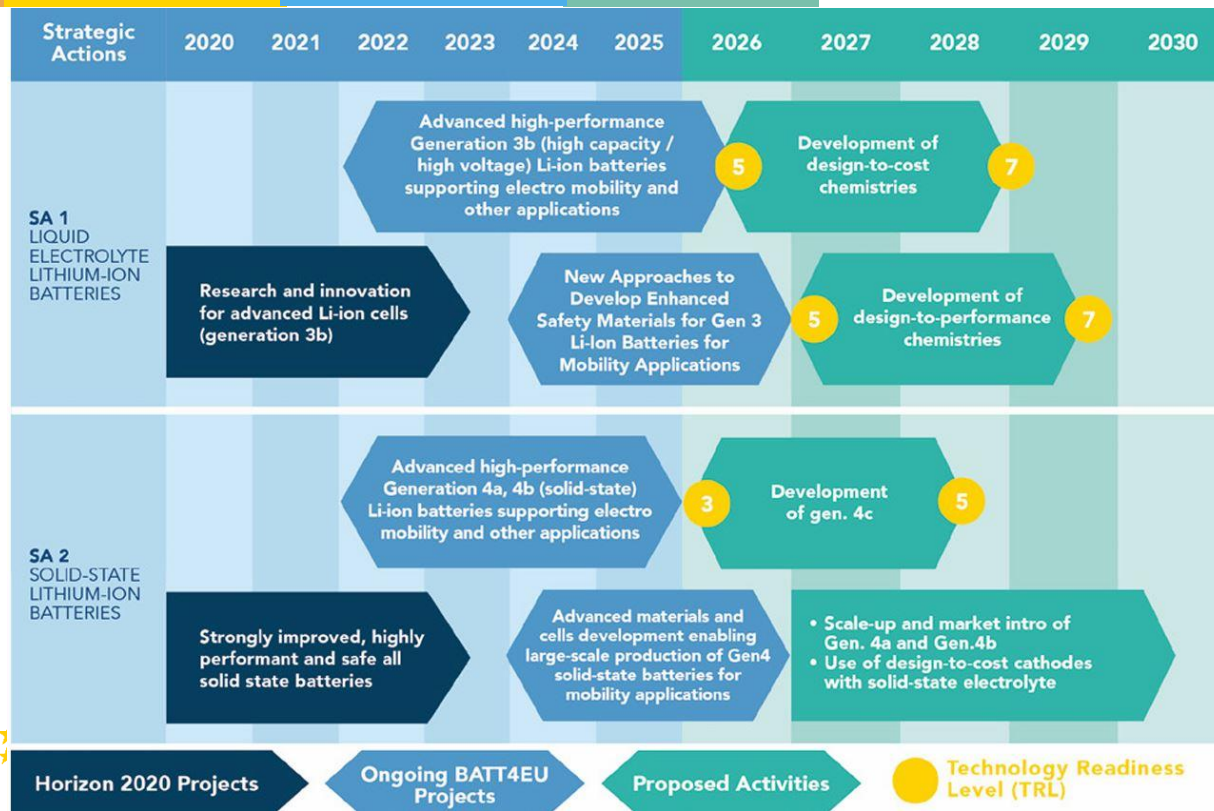 Strategic
Actions
2020
2021
2022
2023
2024
2025
2026
2027
2028
2029
2030
SA 1
LIQUID
ELECTROLYTE
LITHIUM-ION
BATTERIES
Advanced high-performance
Generation 3b (high capacity /
high voltage) Li-ion batteries
supporting electro mobility and
other applications
5
Development of
design-to-cost
chemistries
7
Research and innovation
for advanced Li-ion cells
(generation 3b)
New Approaches to
Develop Enhanced
Safety Materials for Gen 3
Li-Ion Batteries for
Mobility Applications
5
Development of
design-to-performance
chemistries
7
SA 2
SOLID-STATE
LITHIUM-ION
BATTERIES
Advanced high-performance
Generation 4a, 4b (solid-state)
Li-ion batteries supporting electro
mobility and other applications
3
Development
of gen. 4c
5
Strongly improved, highly
performant and safe all
solid state batteries
Advanced materials and
cells development enabling
large-scale production of Gen4
solid-state batteries for
mobility applications
• Scale-up and market intro of
Gen. 4a and Gen.4b
• Use of design-to-cost cathodes
with solid-state electrolyte
Horizon 2020 Projects
Ongoing BATT4EU
Projects
Proposed Activities
Technology Readiness
Level (TRL)